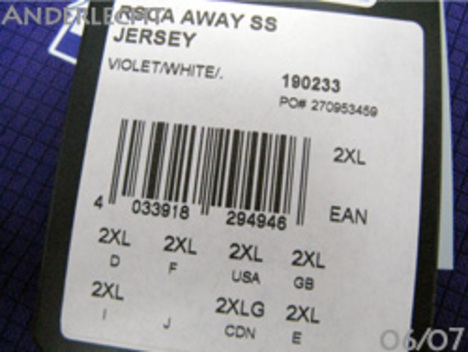 ANDERLECHT
RSCA AWAY SS
JERSEY
VIOLET/WHITE/.
190233
PO# 270953459
2XL
4 033918 294946
EAN
2XL 2XL 2XL 2XL
D F USA GB
2XL 2XLG 2XL
I J CDN E
06/07